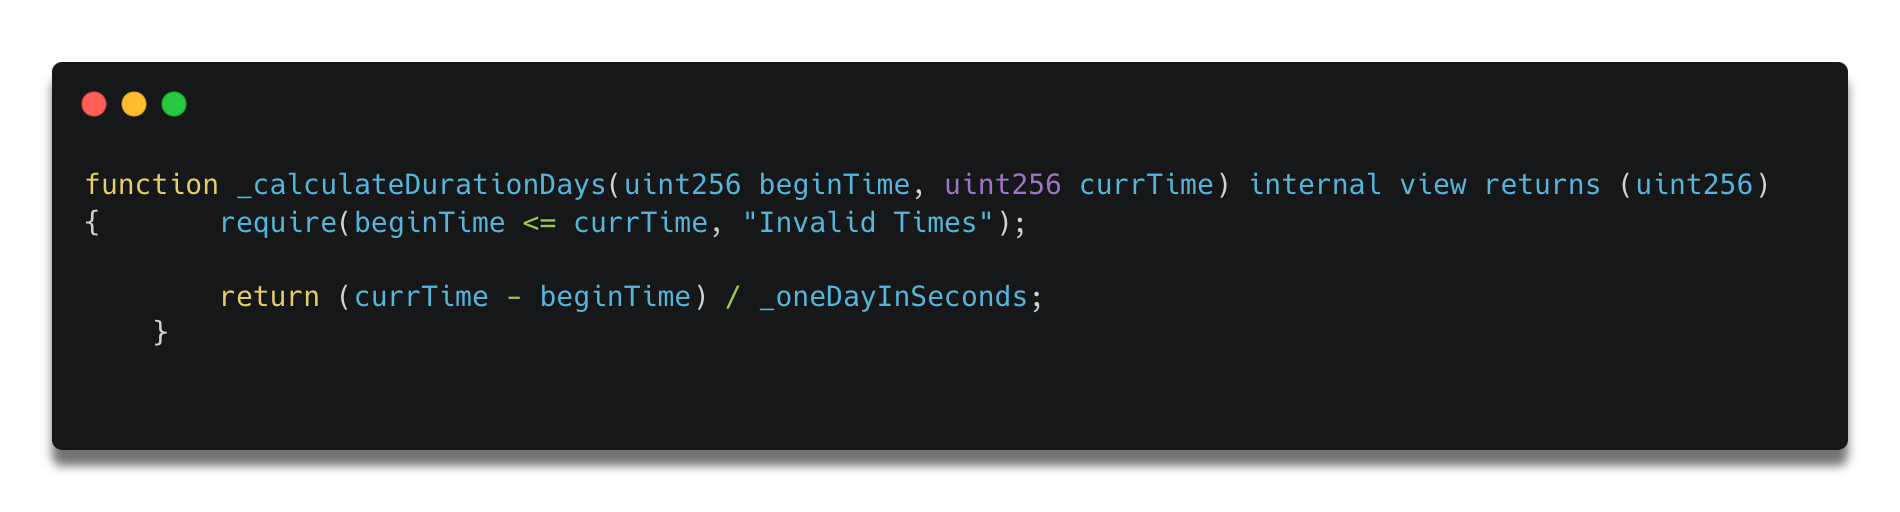 function _calculateDurationDays(uint256 beginTime, uint256 currTime) internal view returns (uint256)
{       require(beginTime <= currTime, "Invalid Times");
        return (currTime - beginTime) / _oneDayInSeconds;
    }